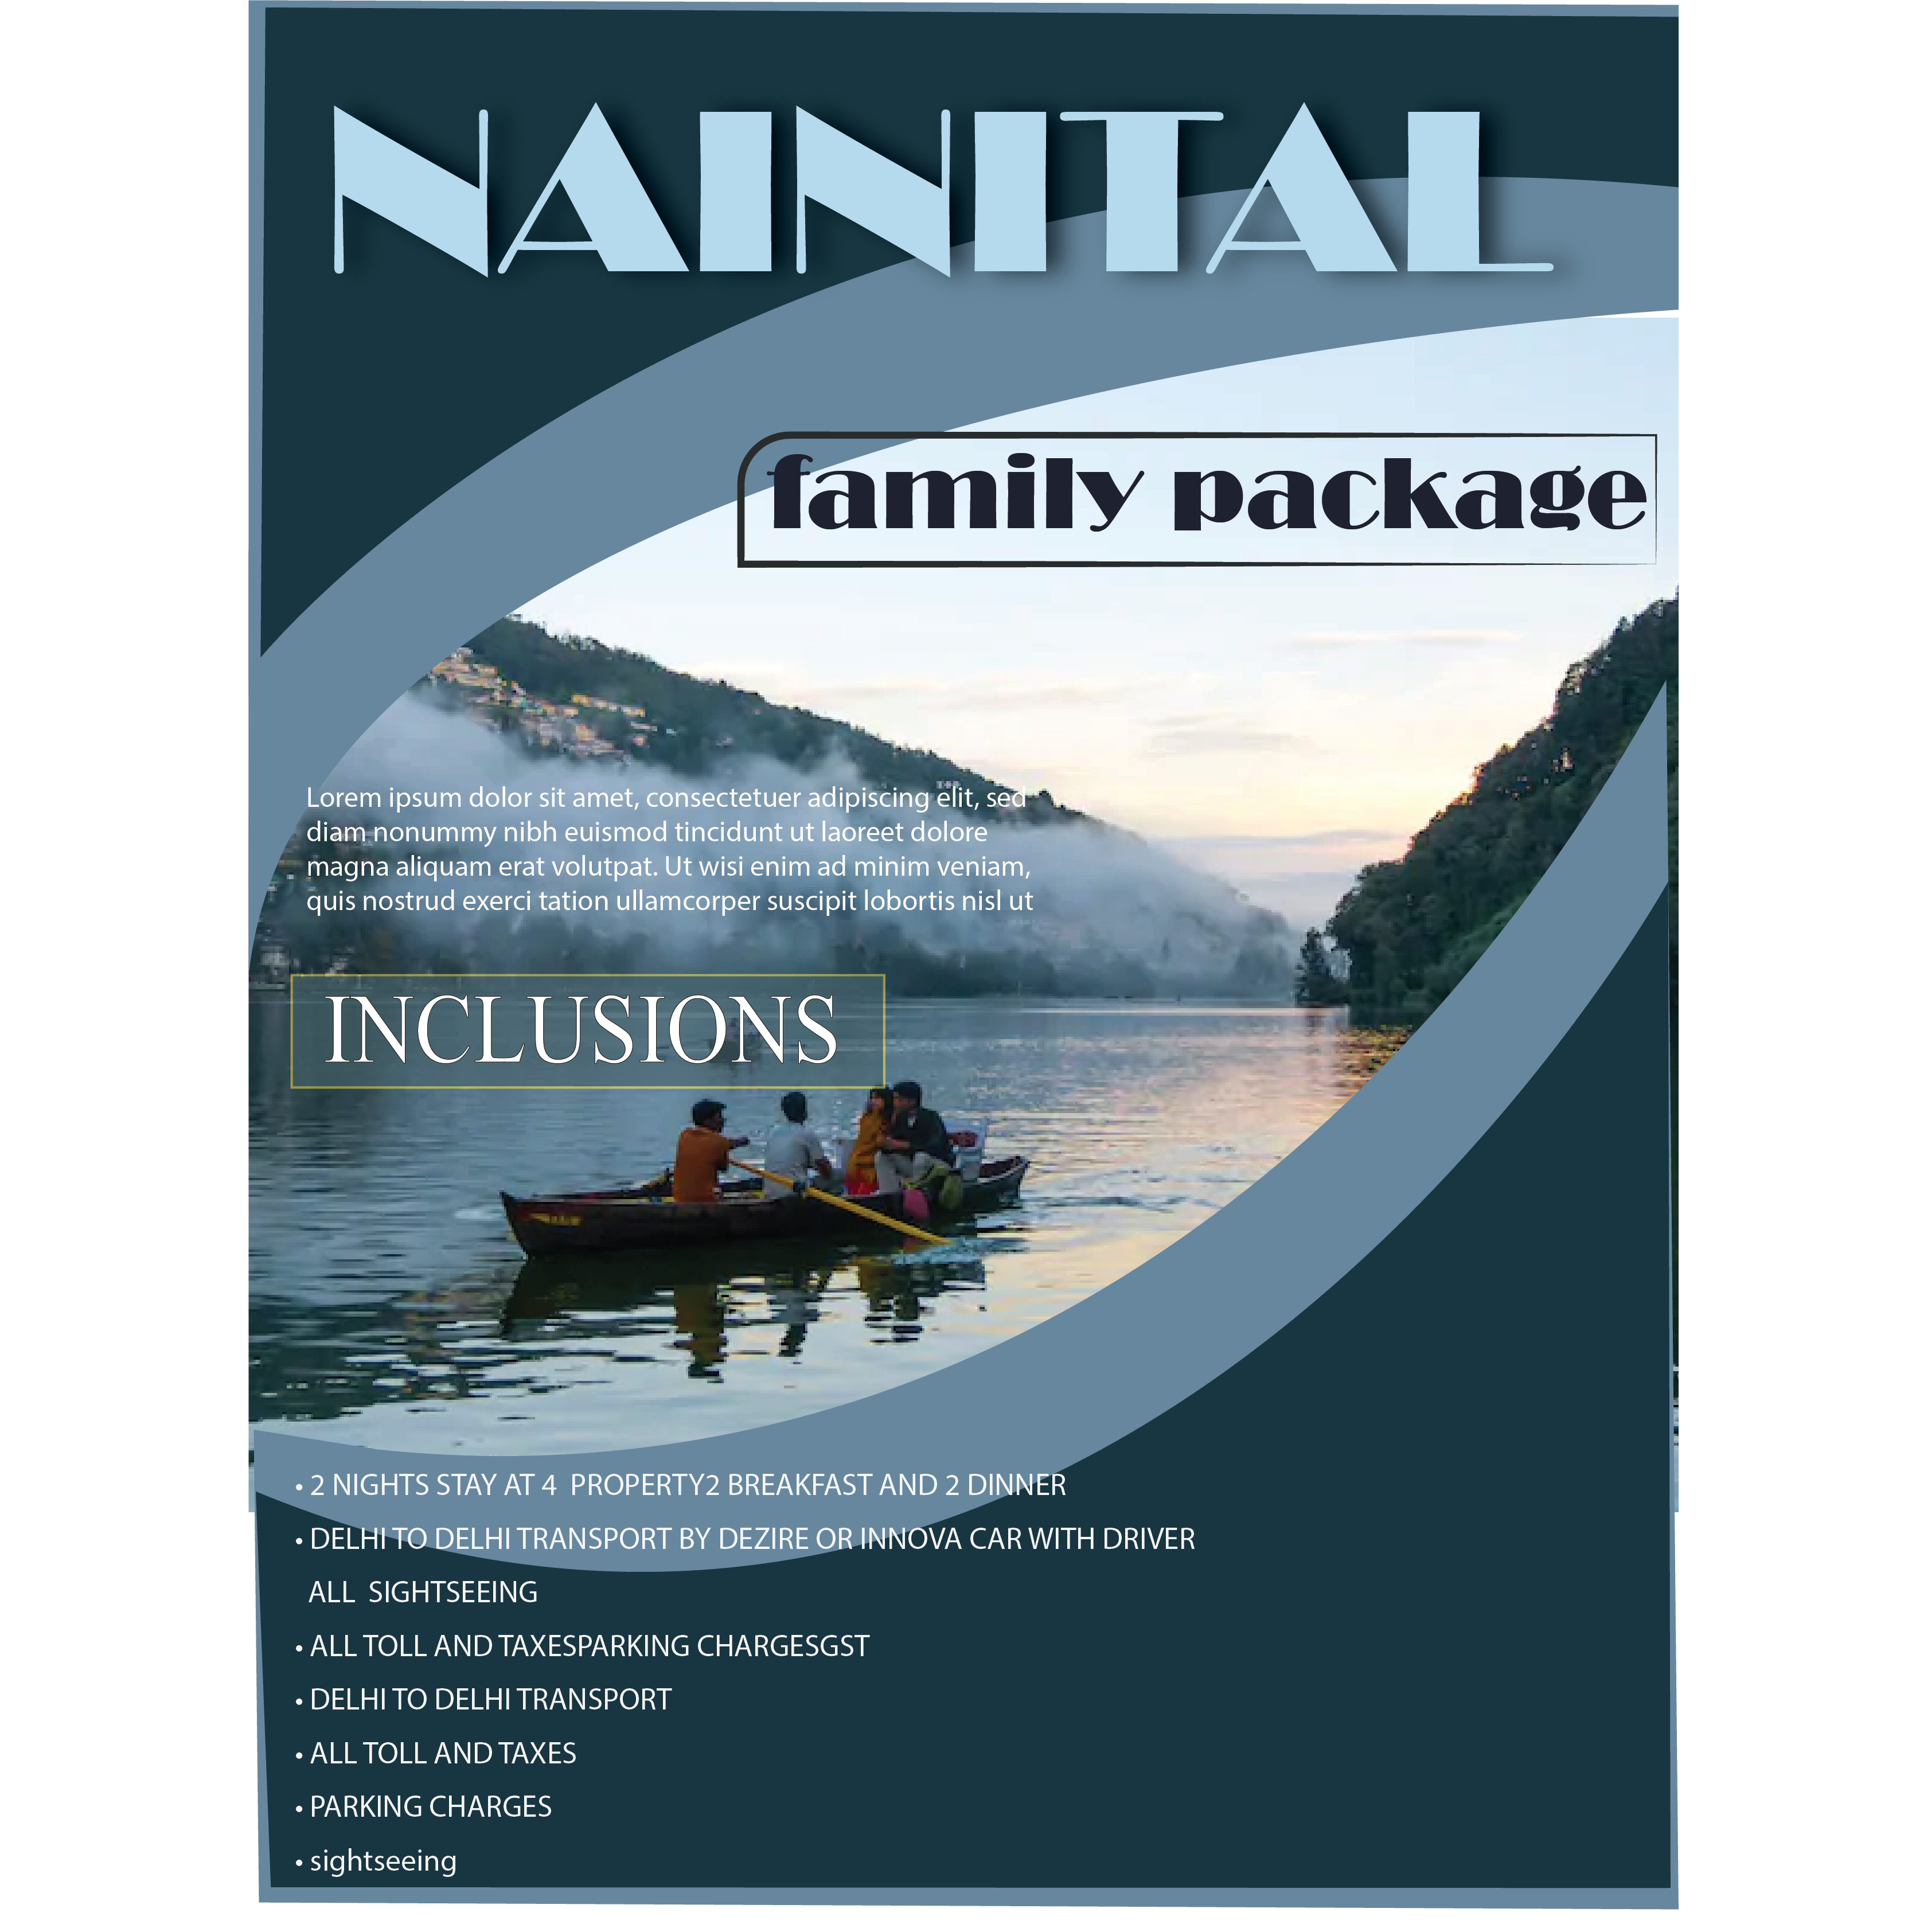 NAINITAL
family package
Lorem ipsum dolor sit amet, consectetuer adipiscing elit, sed
diam nonummy nibh euismod tincidunt ut laoreet dolore
magna aliquam erat volutpat. Ut wisi enim ad minim veniam,
quis nostrud exerci tation ullamcorper suscipit lobortis nisl ut
INCLUSIONS
• 2 NIGHTS STAY AT 4  PROPERTY2 BREAKFAST AND 2 DINNER
• DELHI TO DELHI TRANSPORT BY DEZIRE OR INNOVA CAR WITH DRIVER
ALL  SIGHTSEEING
• ALL TOLL AND TAXESPARKING CHARGESGST
• DELHI TO DELHI TRANSPORT
• ALL TOLL AND TAXES
• PARKING CHARGES
• sightseeing